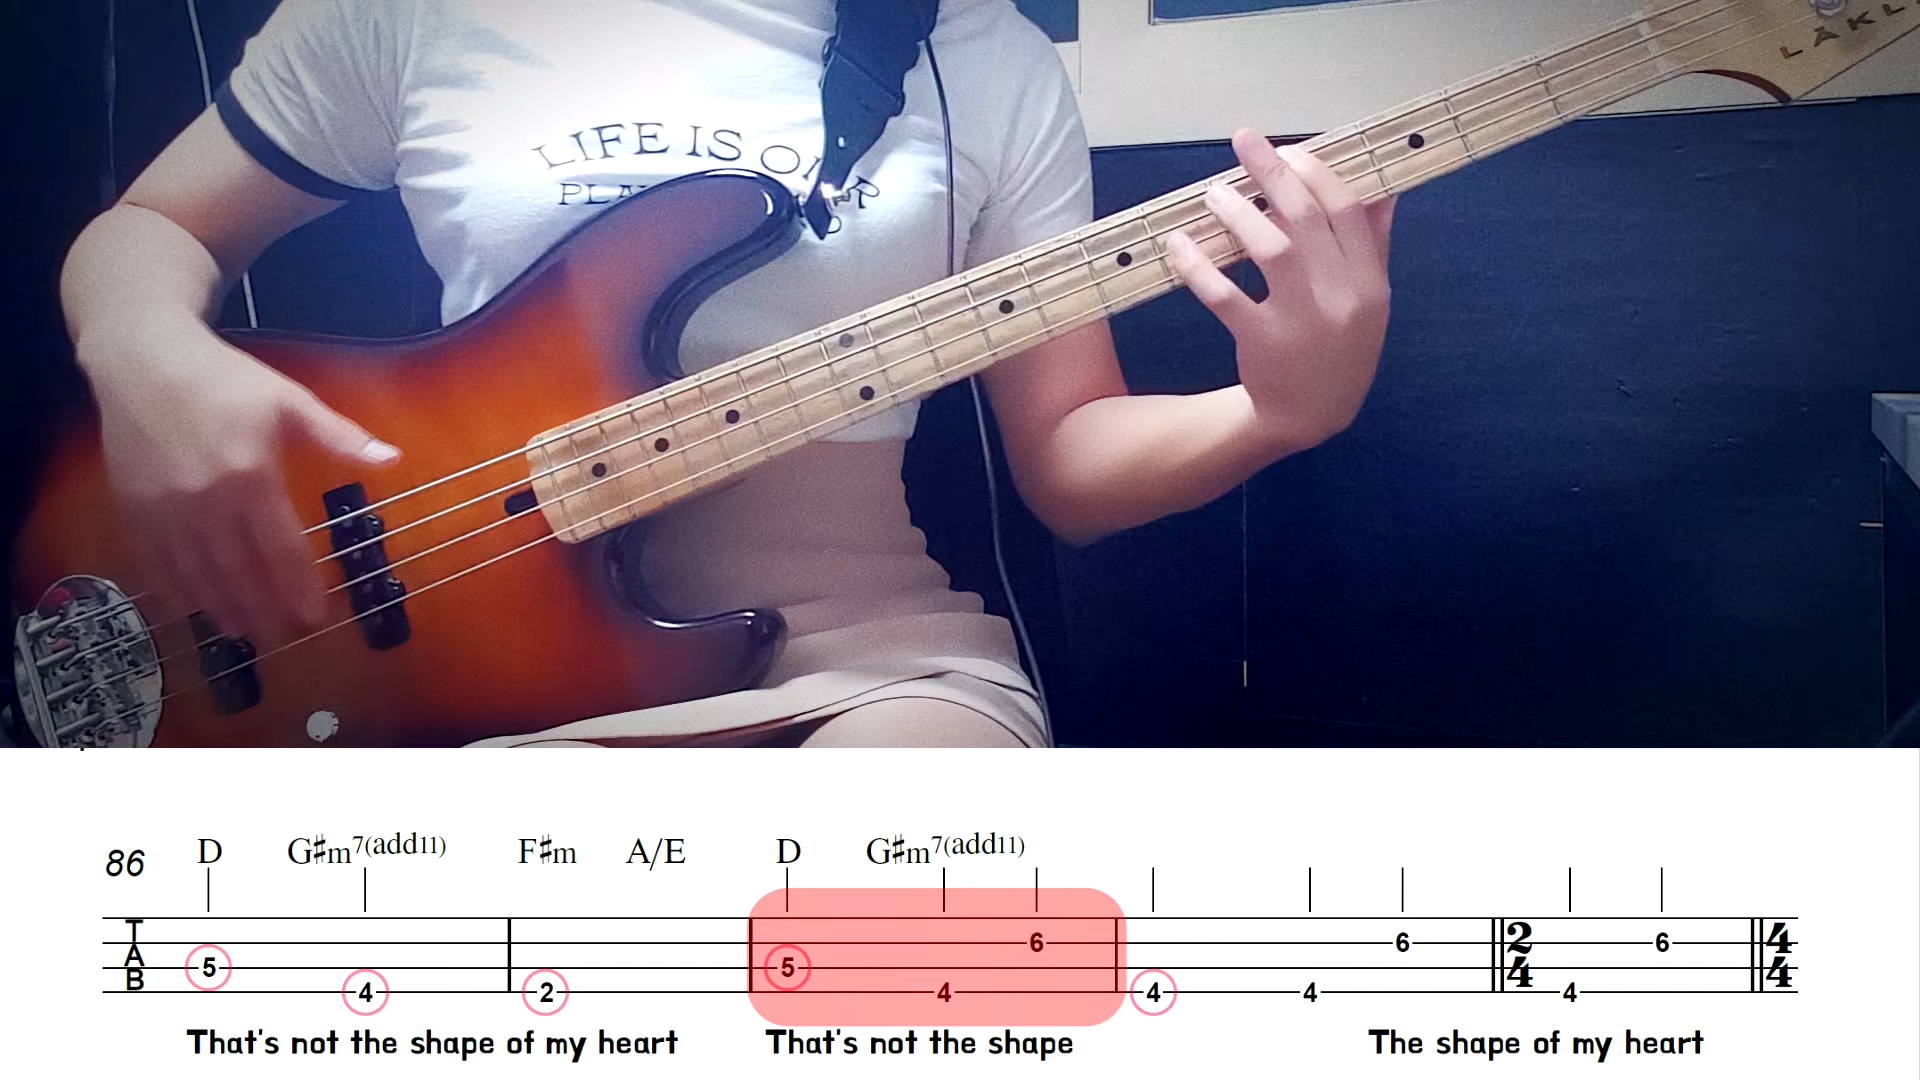 LAKL
LIFE IS O
PLA
86 D G♯m7(add11) F♯m A/E D G♯m7(add11)
T
A
B
5 4 2 5 4 6 4 4 6 2/4 4 6 4/4
That's not the shape of my heart That's not the shape The shape of my heart